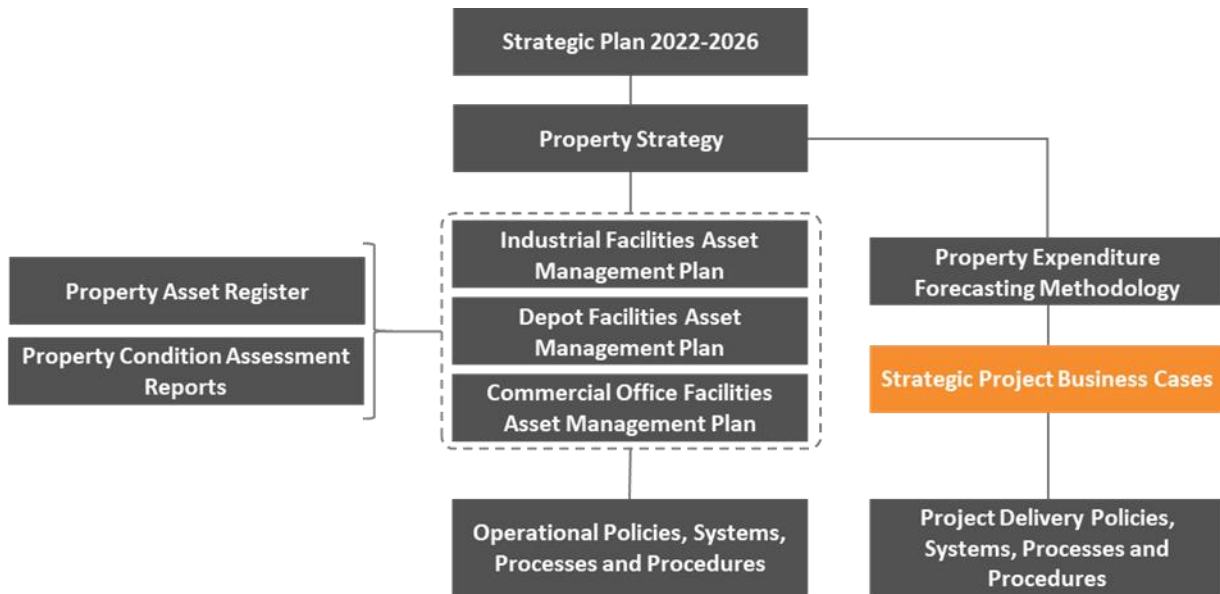 Strategic Plan 2022-2026
Property Strategy
Industrial Facilities Asset
Management Plan
Depot Facilities Asset
Management Plan
Commercial Office Facilities
Asset Management Plan
Property Asset Register
Property Condition Assessment
Reports
Operational Policies, Systems,
Processes and Procedures
Property Expenditure
Forecasting Methodology
Strategic Project Business Cases
Project Delivery Policies,
Systems, Processes and
Procedures